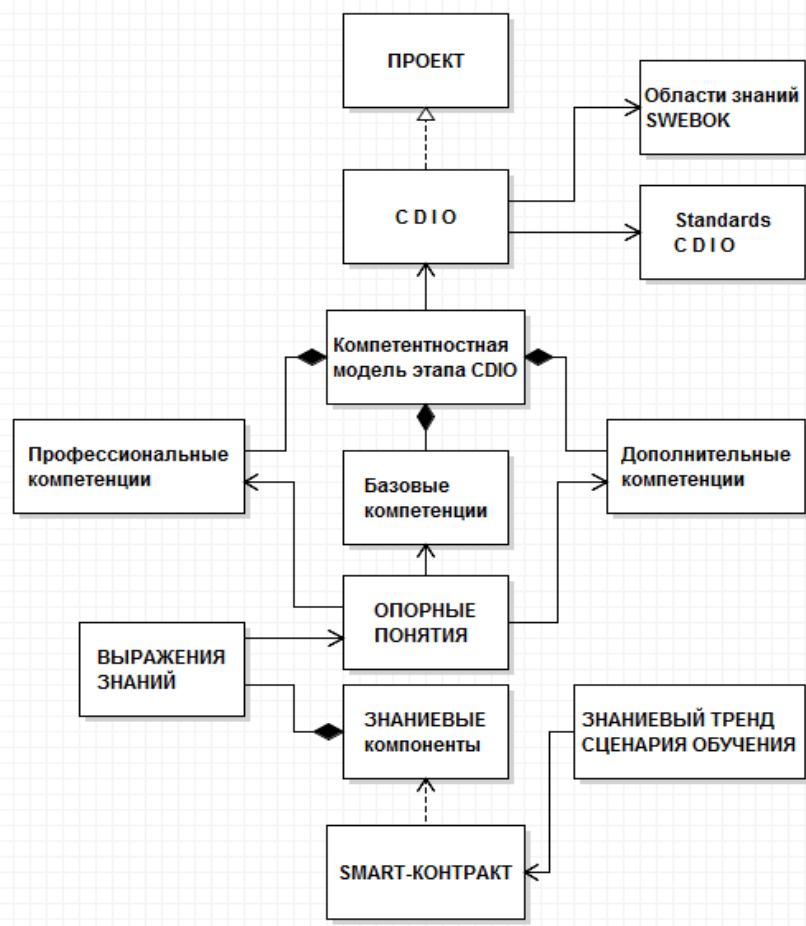 ПРОЕКТ
Области знаний
SWEBOK
C D I O
Standards
C D I O
Компетентностная
модель этапа CDIO
Профессиональные
компетенции
Базовые
компетенции
Дополнительные
компетенции
ОПОРНЫЕ
ПОНЯТИЯ
ВЫРАЖЕНИЯ
ЗНАНИЙ
ЗНАНИЕВЫЕ
компоненты
ЗНАНИЕВЫЙ ТРЕНД
СЦЕНАРИЯ ОБУЧЕНИЯ
SMART-КОНТРАКТ